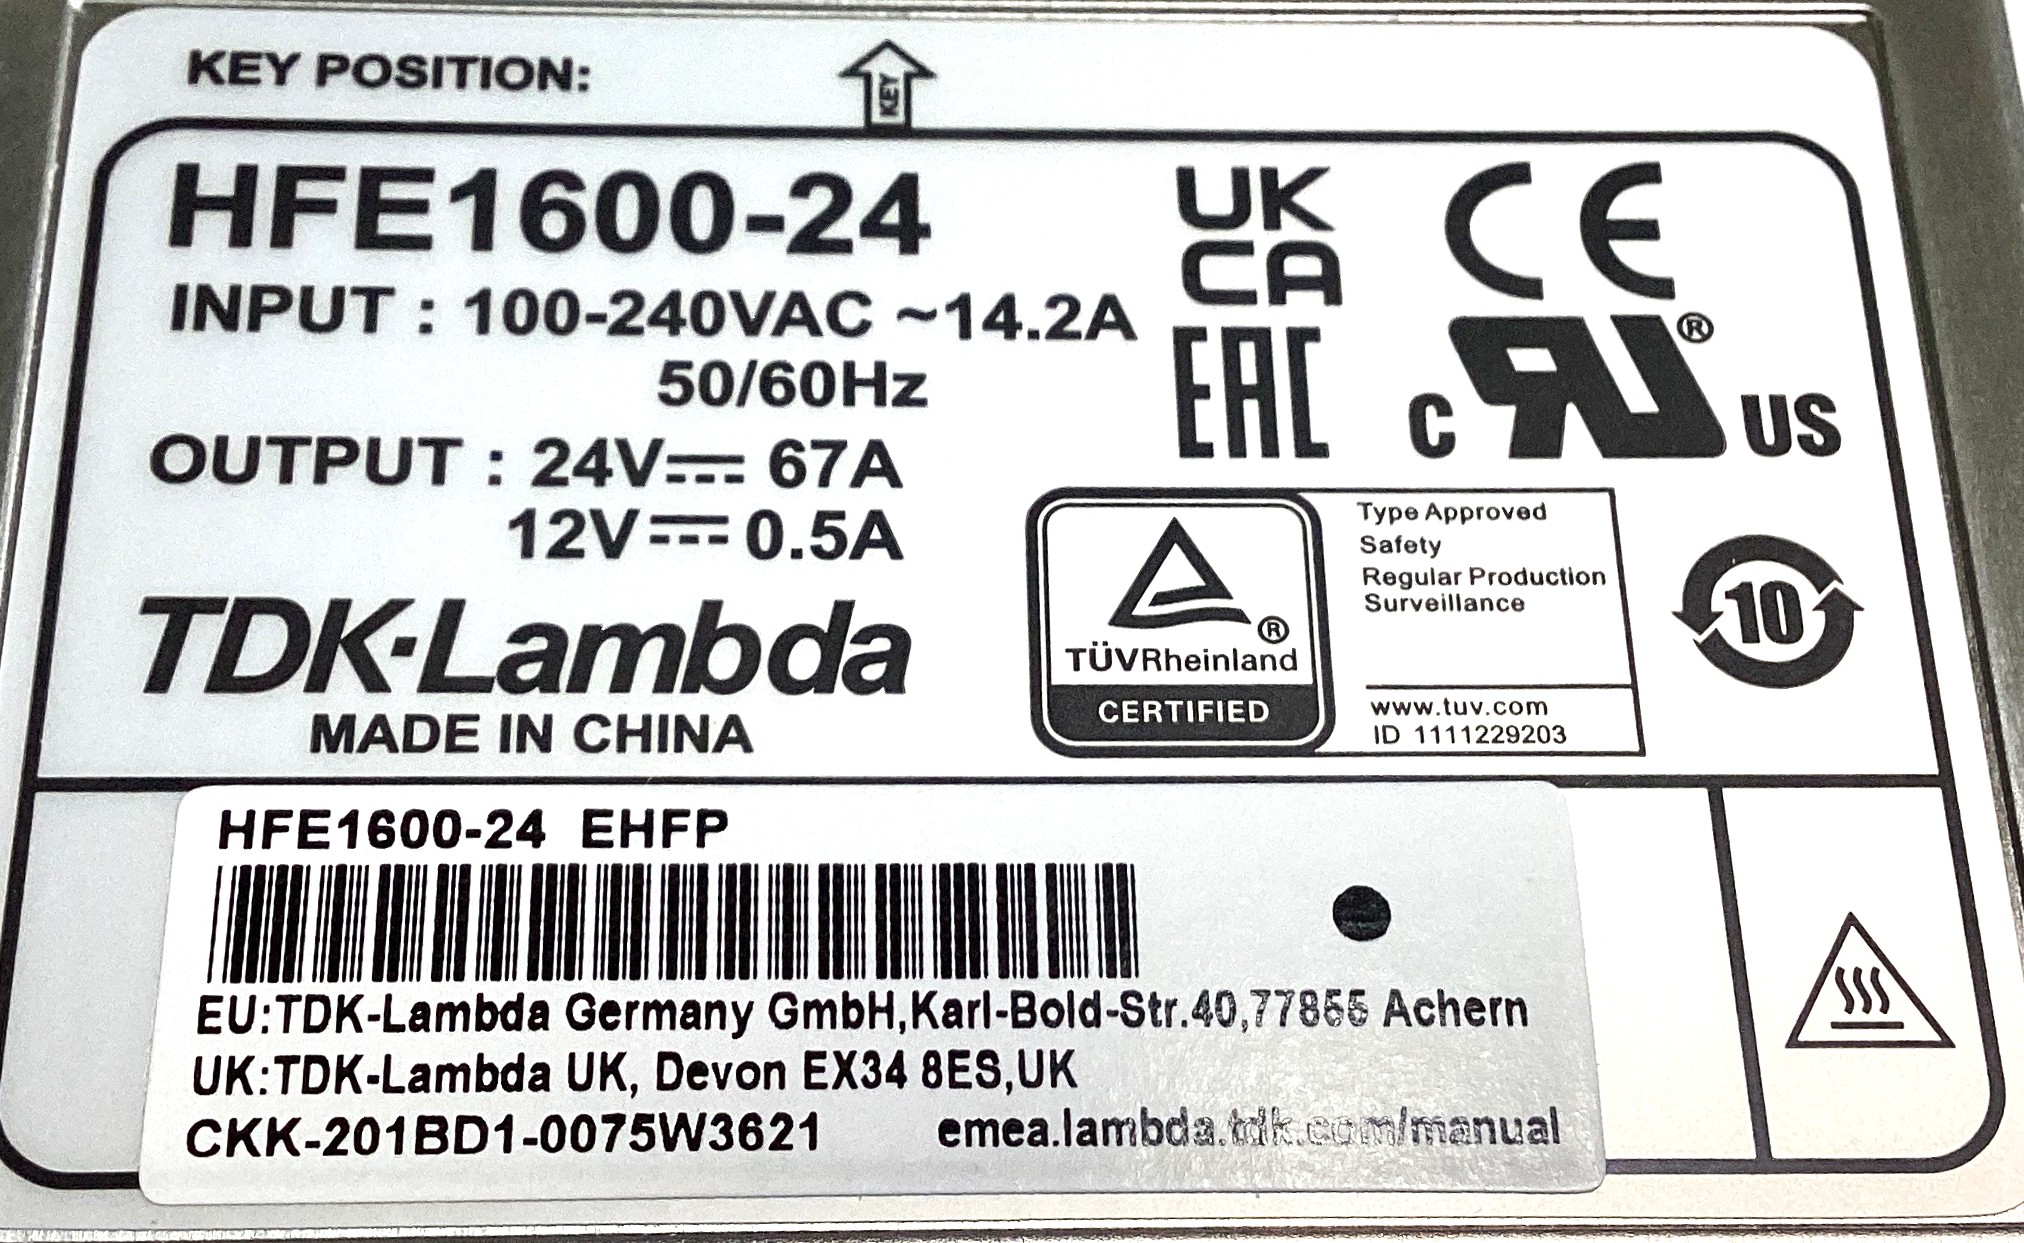 KEY POSITION:
KEY
HFE1600-24
INPUT : 100-240VAC ~14.2A
50/60Hz
OUTPUT : 24V⎓ 67A
12V⎓ 0.5A
TDK·Lambda
MADE IN CHINA
UK
CA
CE
EAC
C RU® US
TÜVRheinland®
CERTIFIED
Type Approved
Safety
Regular Production
Surveillance
www.tuv.com
ID 1111229203
10
HFE1600-24 EHFP
EU:TDK-Lambda Germany GmbH,Karl-Bold-Str.40,77855 Achern
UK:TDK-Lambda UK, Devon EX34 8ES,UK
CKK-201BD1-0075W3621 emea.lambda.tdk.com/manual